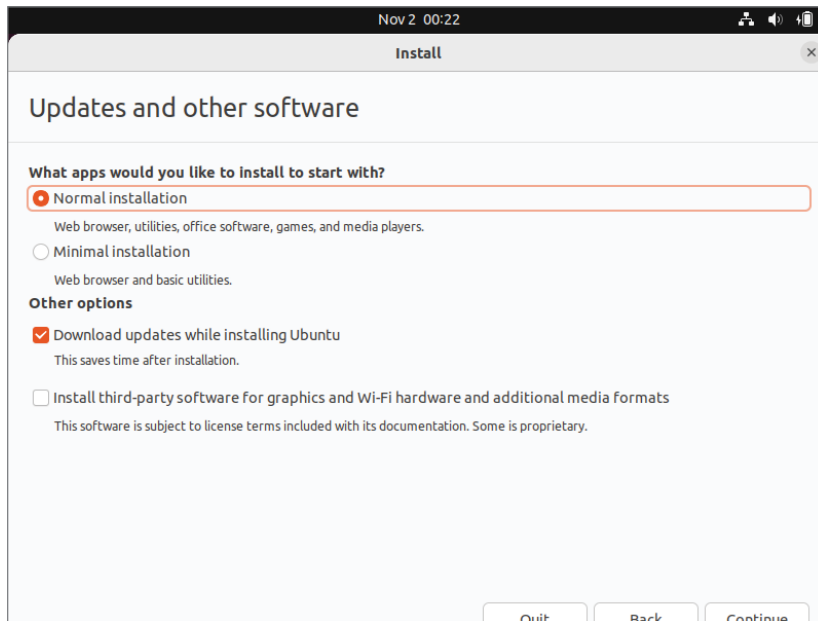 Nov 2 00:22
Install
Updates and other software
What apps would you like to install to start with?
Normal installation
Web browser, utilities, office software, games, and media players.
Minimal installation
Web browser and basic utilities.
Other options
Download updates while installing Ubuntu
This saves time after installation.
Install third-party software for graphics and Wi-Fi hardware and additional media formats
This software is subject to license terms included with its documentation. Some is proprietary.
Quit Back Continue